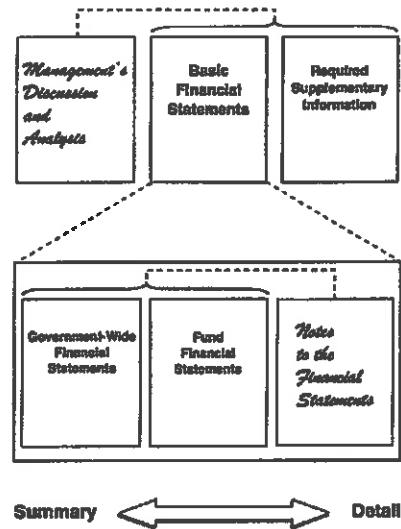 Management's
Discussion
and
Analysis
Basic
Financial
Statements
Required
Supplementary
Information
Government-Wide
Financial
Statements
Fund
Financial
Statements
Notes
to the
Financial
Statements
Summary
Detail